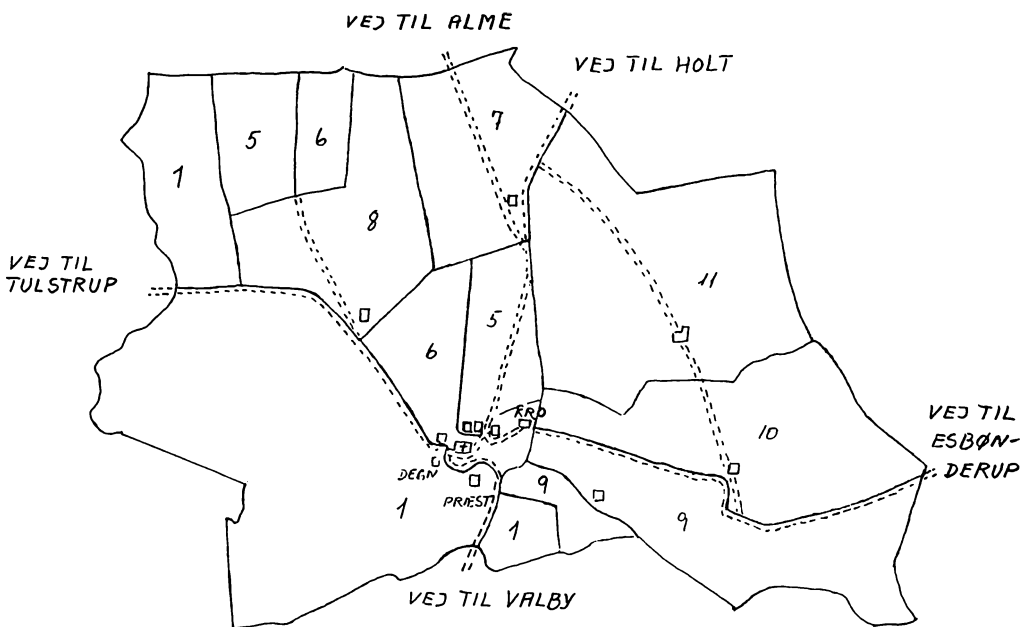 VEJ TIL ALME
VEJ TIL HOLT
7
5
6
1
8
VEJ TIL
TULSTRUP
11
5
6
KRO
10
VEJ TIL
ESBØN-
DERUP
DEGN
PRÆST
9
1
1
9
VEJ TIL VALBY